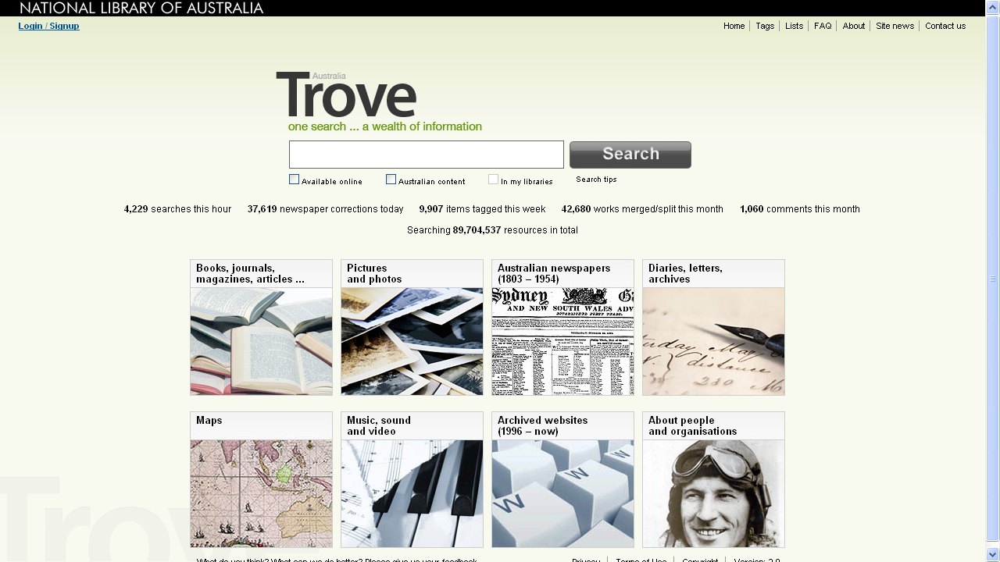 NATIONAL LIBRARY OF AUSTRALIA
Login / Signup
Home Tags Lists FAQ About Site news Contact us
Australia
Trove
one search ... a wealth of information
Search
Available online Australian content In my libraries Search tips
4,229 searches this hour 37,619 newspaper corrections today 9,907 items tagged this week 42,680 works merged/split this month 1,060 comments this month
Searching 89,704,537 resources in total
Books, journals,
magazines, articles ...
Pictures
and photos
Australian newspapers
(1803 – 1954)
Diaries, letters,
archives
Sydney
AND NEW SOUTH WALES ADV
distance
Maps
Music, sound
and video
Archived websites
(1996 – now)
About people
and organisations
W W W
Trov
What do you think? What can we do better? Please give us your feedback
Privacy Terms of Use Copyright